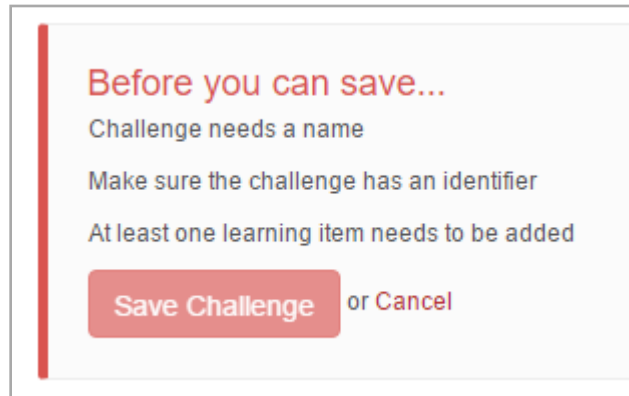 Before you can save...
Challenge needs a name
Make sure the challenge has an identifier
At least one learning item needs to be added
Save Challenge or Cancel